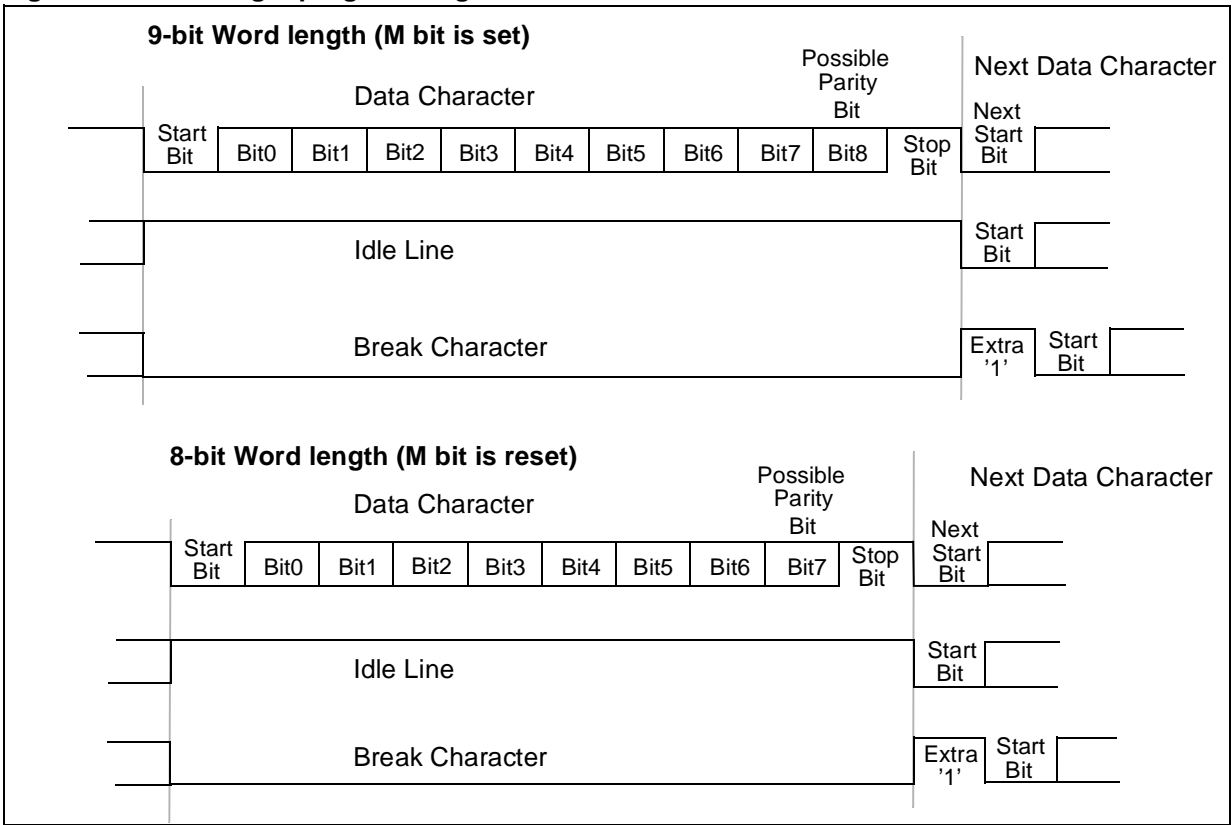 9-bit Word length (M bit is set)
Possible
Parity
Bit
Next Data Character
Data Character
Next
Start
Bit
Start
Bit
Bit0 Bit1 Bit2 Bit3 Bit4 Bit5 Bit6 Bit7 Bit8
Stop
Bit
Idle Line
Start
Bit
Break Character
Extra
'1'
Start
Bit
8-bit Word length (M bit is reset)
Possible
Parity
Bit
Next Data Character
Data Character
Next
Start
Bit
Start
Bit
Bit0 Bit1 Bit2 Bit3 Bit4 Bit5 Bit6 Bit7
Stop
Bit
Idle Line
Start
Bit
Break Character
Extra
'1'
Start
Bit